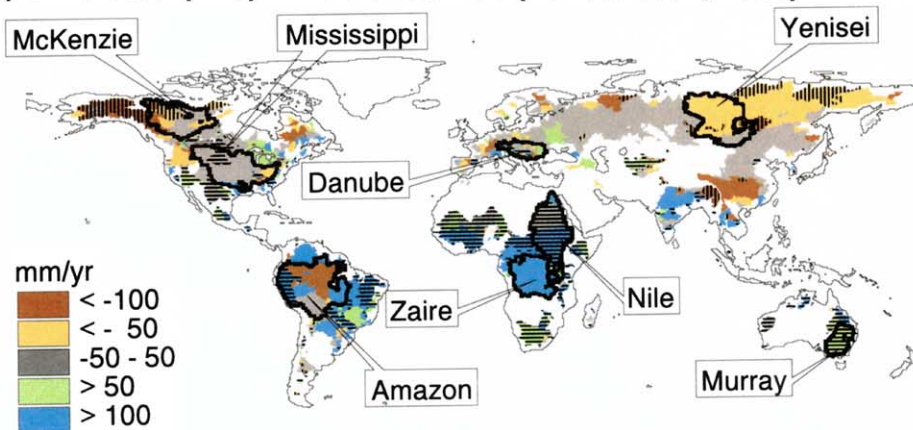 McKenzie
Mississippi
Yenisei
Danube
mm/yr
< -100
< - 50
-50 - 50
> 50
> 100
Zaire
Nile
Amazon
Murray